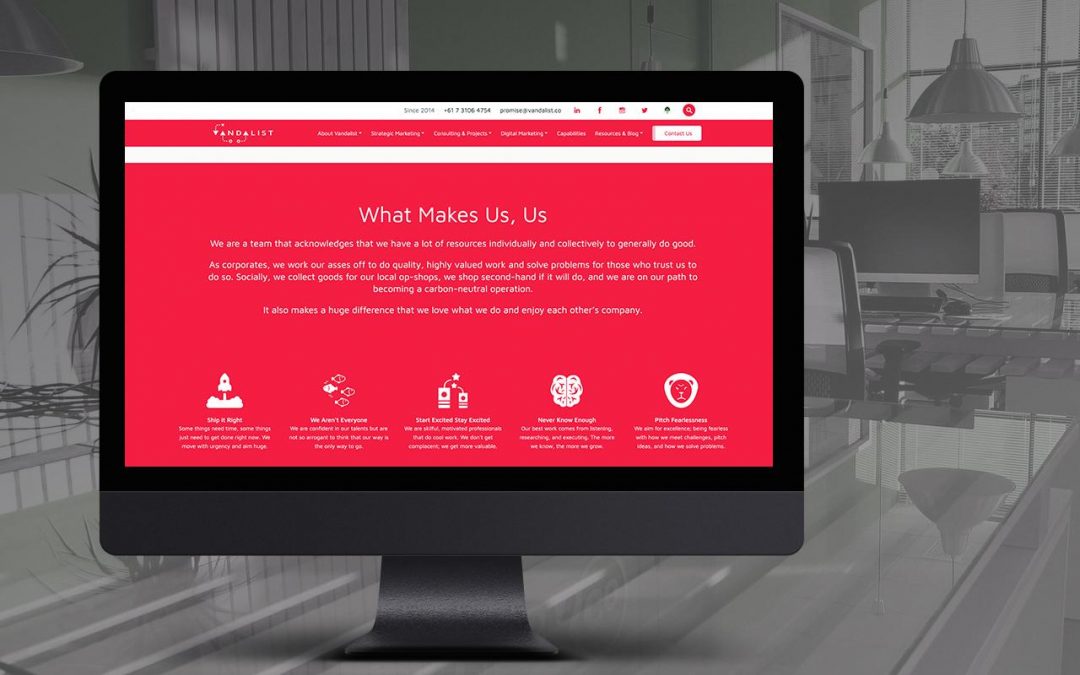 Since 2014 +61 7 3106 4754 promise@vandalist.co
VANDALIST About Vandalist Strategic Marketing Consulting & Projects Digital Marketing Capabilities Resources & Blog Contact Us
What Makes Us, Us
We are a team that acknowledges that we have a lot of resources individually and collectively to generally do good.
As corporates, we work our asses off to do quality, highly valued work and solve problems for those who trust us to
do so. Socially, we collect goods for our local op-shops, we shop second-hand if it will do, and we are on our path to
becoming a carbon-neutral operation.
It also makes a huge difference that we love what we do and enjoy each other's company.
Ship it Right
Some things need time, some things
just need to get done right now. We
move with urgency and aim huge.
We Aren't Everyone
We are confident in our talents but are
not so arrogant to think that our way is
the only way to go.
Start Excited Stay Excited
We are skilful, motivated professionals
that do cool work. We don't get
complacent; we get more valuable.
Never Know Enough
Our best work comes from listening,
researching, and executing. The more
we know, the more we grow.
Pitch Fearlessness
We aim for excellence; being fearless
with how we meet challenges, pitch
ideas, and how we solve problems.